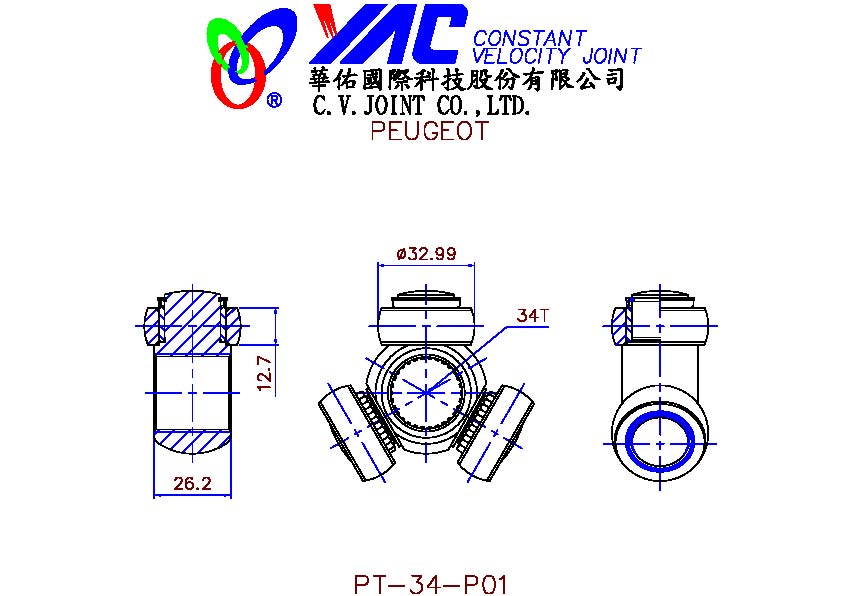 YAC CONSTANT
VELOCITY JOINT
®
華佑國際科技股份有限公司
C.V.JOINT CO.,LTD.
PEUGEOT
ø32.99
34T
12.7
26.2
PT-34-P01